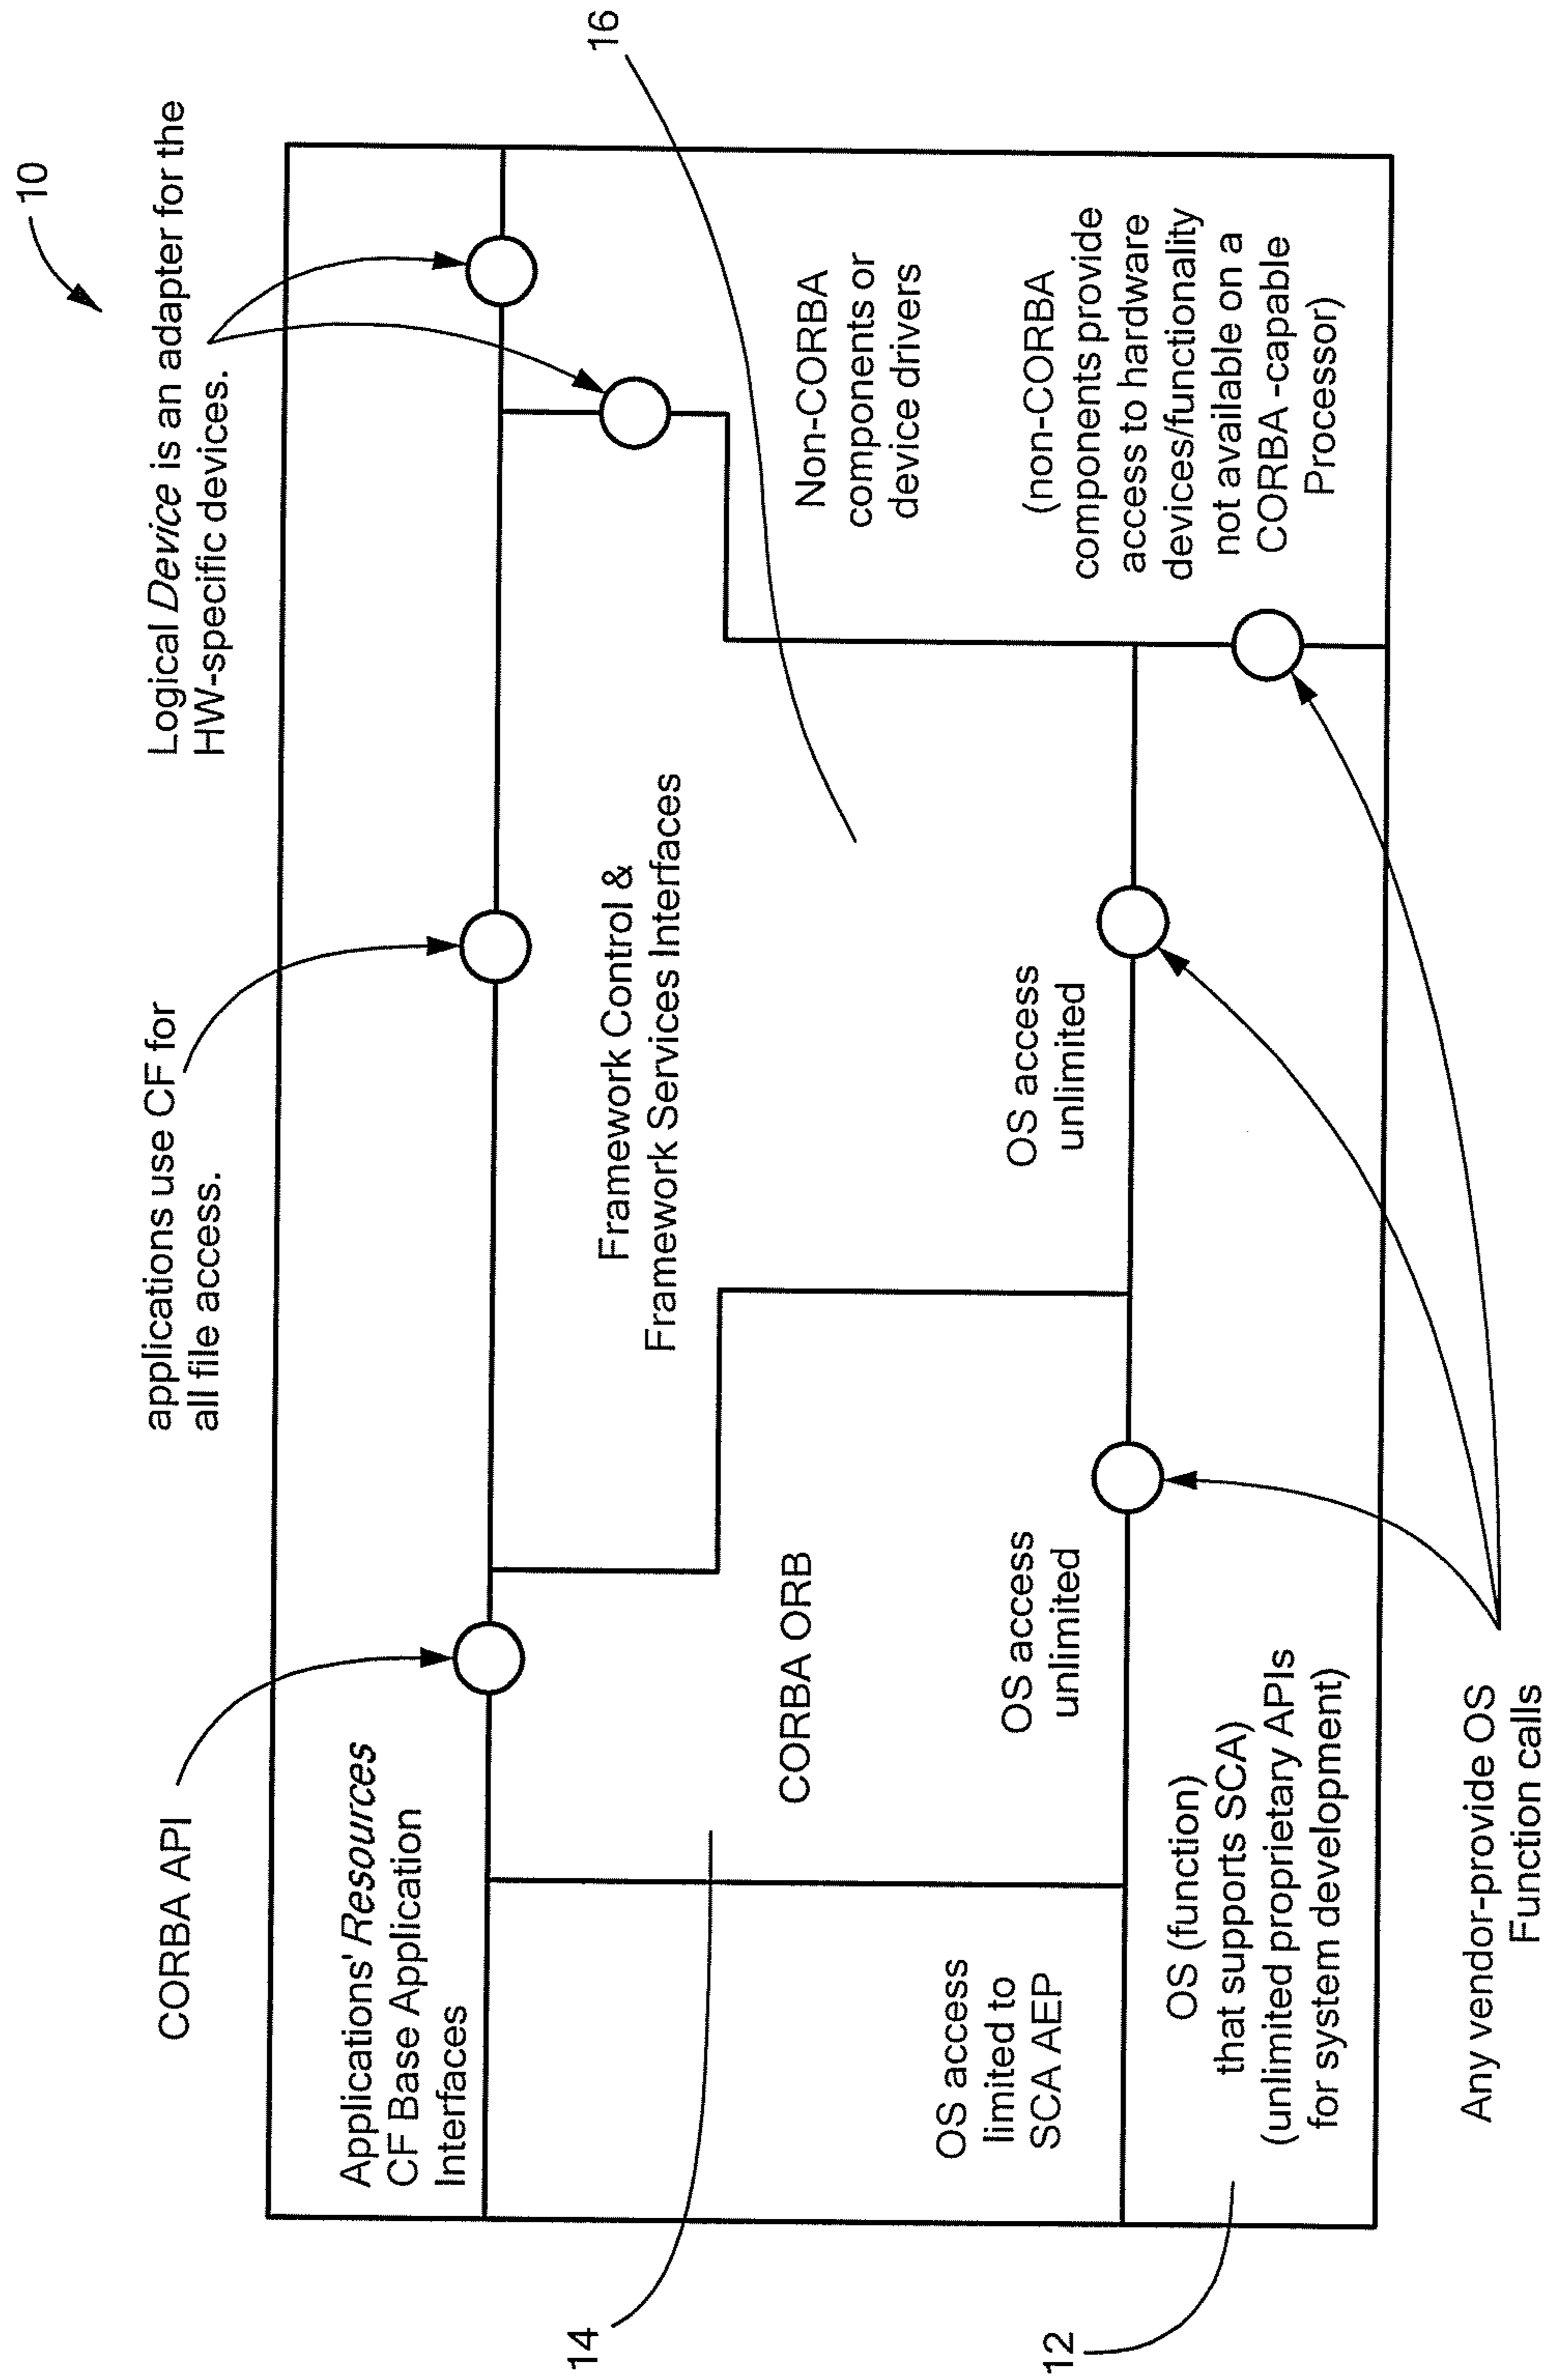 10
Logical Device is an adapter for the
HW-specific devices.
16
applications use CF for
all file access.
CORBA API
Applications' Resources
CF Base Application
Interfaces
Framework Control &
Framework Services Interfaces
Non-CORBA
components or
device drivers
(non-CORBA
components provide
access to hardware
devices/functionality
not available on a
CORBA-capable
Processor)
CORBA ORB
OS access
limited to
SCA AEP
OS access
unlimited
OS access
unlimited
OS (function)
that supports SCA)
(unlimited proprietary APIs
for system development)
14
12
Any vendor-provide OS
Function calls